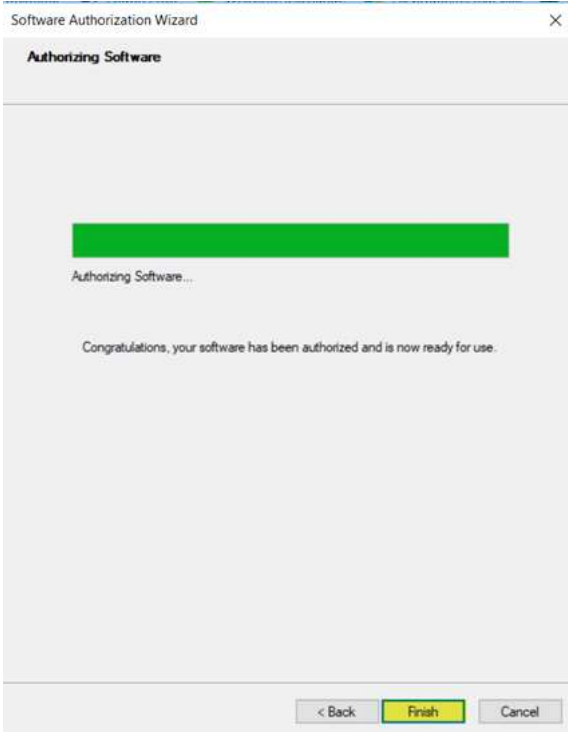 Software Authorization Wizard
Authorizing Software
Authorizing Software...
Congratulations, your software has been authorized and is now ready for use.
< Back Finish Cancel